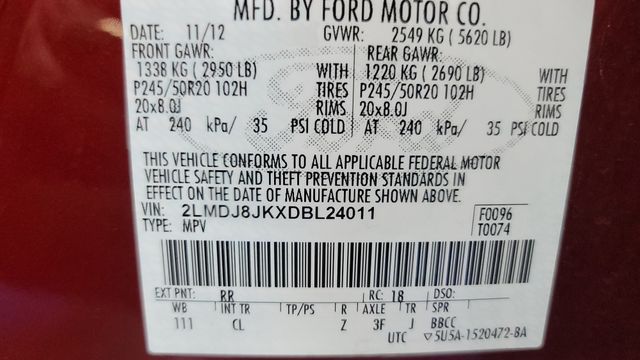 MFD. BY FORD MOTOR CO.
DATE: 11/12 GVWR: 2549 KG ( 5620 LB)
FRONT GAWR: REAR GAWR:
1338 KG ( 2950 LB) WITH 1220 KG ( 2690 LB) WITH
P245/50R20 102H TIRES P245/50R20 102H TIRES
20x8.0J RIMS 20x8.0J RIMS
AT 240 kPa/ 35 PSI COLD AT 240 kPa/ 35 PSI COLD
THIS VEHICLE CONFORMS TO ALL APPLICABLE FEDERAL MOTOR
VEHICLE SAFETY AND THEFT PREVENTION STANDARDS IN
EFFECT ON THE DATE OF MANUFACTURE SHOWN ABOVE.
VIN: 2LMDJ8JKXDBL24011 F0096
TYPE: MPV T0074
EXT PNT: RR RC: 18 DSO:
WB INT TR TP/PS R AXLE TR SPR
111 CL Z 3F J BBCC
UTC ▽5U5A-1520472-BA